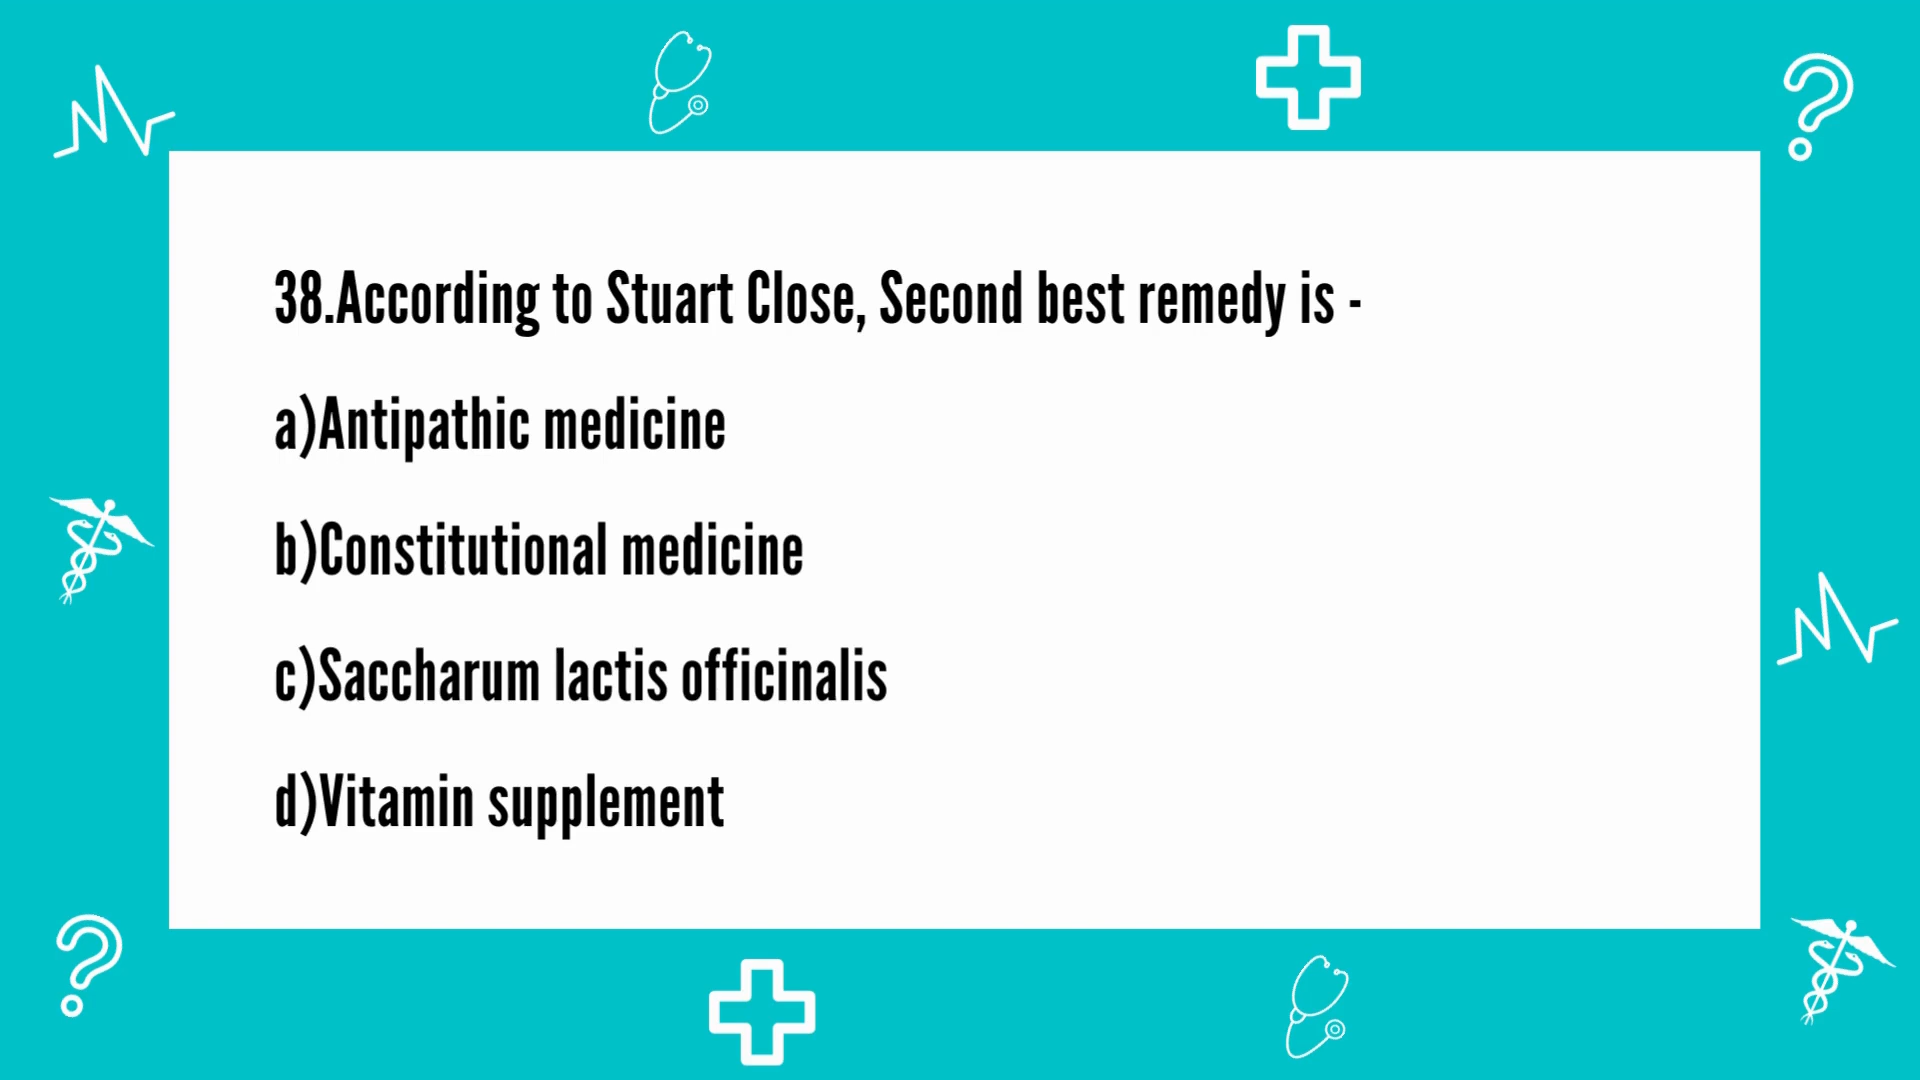 38.According to Stuart Close, Second best remedy is -
a)Antipathic medicine
b)Constitutional medicine
c)Saccharum lactis officinalis
d)Vitamin supplement